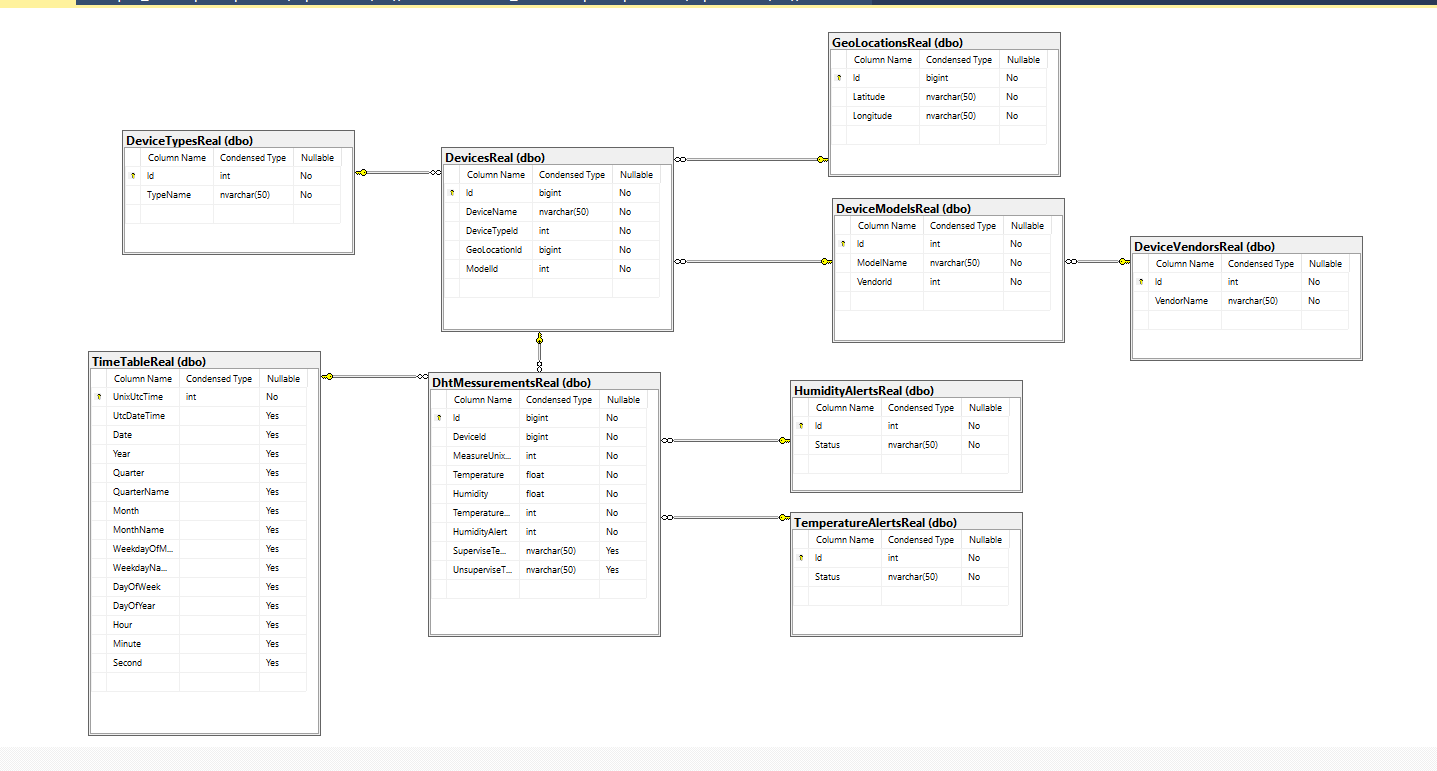 GeoLocationsReal (dbo)
Column Name Condensed Type Nullable
Id bigint No
Latitude nvarchar(50) No
Longitude nvarchar(50) No
DeviceTypesReal (dbo)
Column Name Condensed Type Nullable
Id int No
TypeName nvarchar(50) No
DevicesReal (dbo)
Column Name Condensed Type Nullable
Id bigint No
DeviceName nvarchar(50) No
DeviceTypeId int No
GeoLocationId bigint No
ModelId int No
DeviceModelsReal (dbo)
Column Name Condensed Type Nullable
Id int No
ModelName nvarchar(50) No
VendorId int No
DeviceVendorsReal (dbo)
Column Name Condensed Type Nullable
Id int No
VendorName nvarchar(50) No
TimeTableReal (dbo)
Column Name Condensed Type Nullable
UnixUtcTime int No
UtcDateTime Yes
Date Yes
Year Yes
Quarter Yes
QuarterName Yes
Month Yes
MonthName Yes
WeekdayOfM... Yes
WeekdayNa... Yes
DayOfWeek Yes
DayOfYear Yes
Hour Yes
Minute Yes
Second Yes
DhtMessurementsReal (dbo)
Column Name Condensed Type Nullable
Id bigint No
DeviceId bigint No
MeasureUnix... int No
Temperature float No
Humidity float No
Temperature... int No
HumidityAlert int No
SuperviseTe... nvarchar(50) Yes
UnsuperviseT... nvarchar(50) Yes
HumidityAlertsReal (dbo)
Column Name Condensed Type Nullable
Id int No
Status nvarchar(50) No
TemperatureAlertsReal (dbo)
Column Name Condensed Type Nullable
Id int No
Status nvarchar(50) No